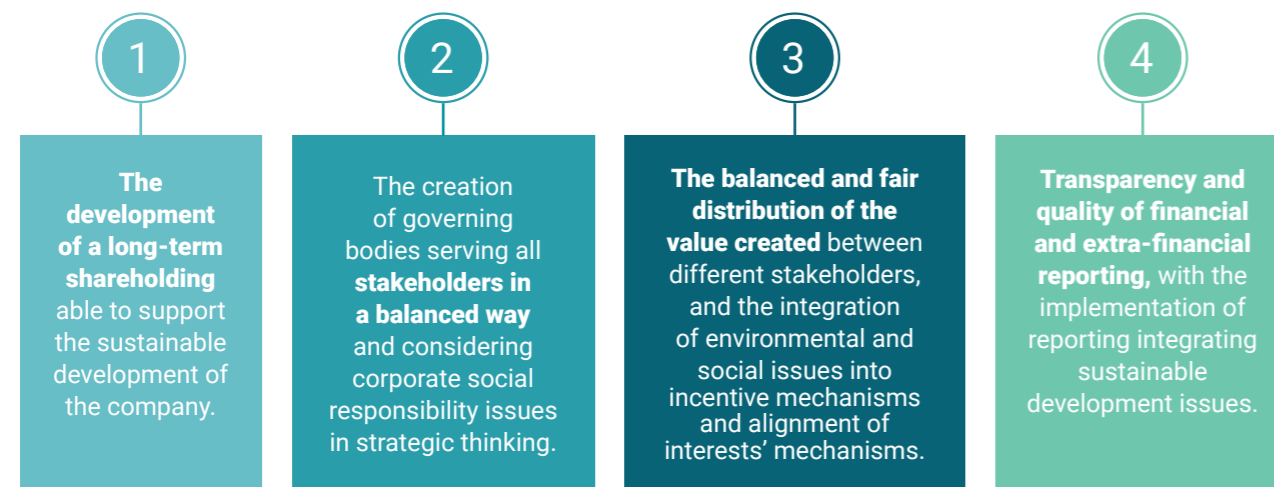 1
The
development
of a long-term
shareholding
able to support
the sustainable
development of
the company.
2
The creation
of governing
bodies serving all
stakeholders in
a balanced way
and considering
corporate social
responsibility issues
in strategic thinking.
3
The balanced and fair
distribution of the
value created between
different stakeholders,
and the integration
of environmental and
social issues into
incentive mechanisms
and alignment of
interests’ mechanisms.
4
Transparency and
quality of financial
and extra-financial
reporting, with the
implementation of
reporting integrating
sustainable
development issues.